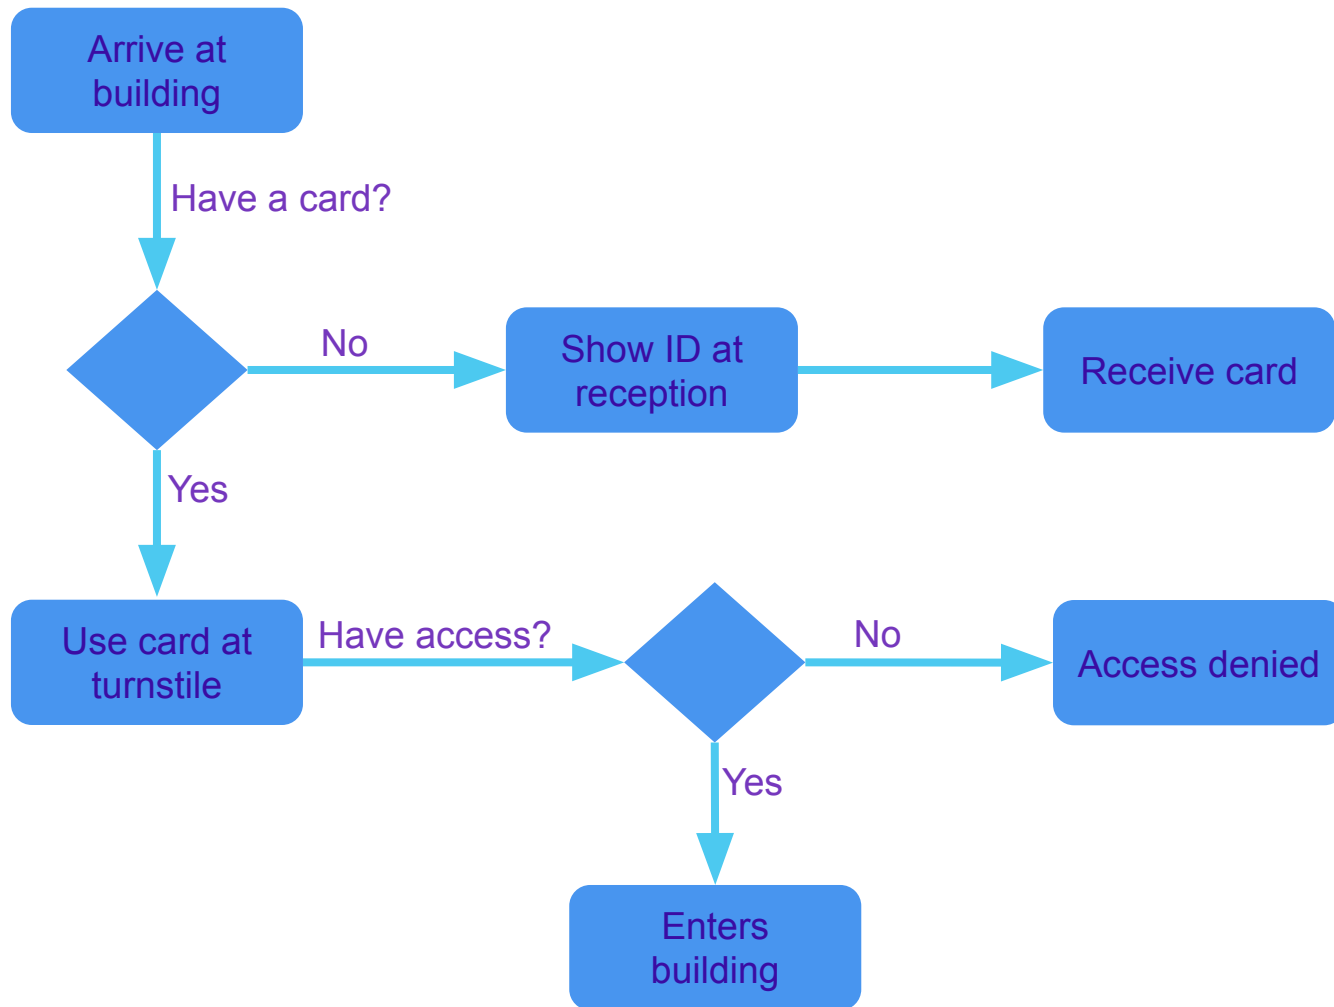 Arrive at
building
Have a card?
No
Show ID at
reception
Receive card
Yes
Use card at
turnstile
Have access?
No
Access denied
Yes
Enters
building